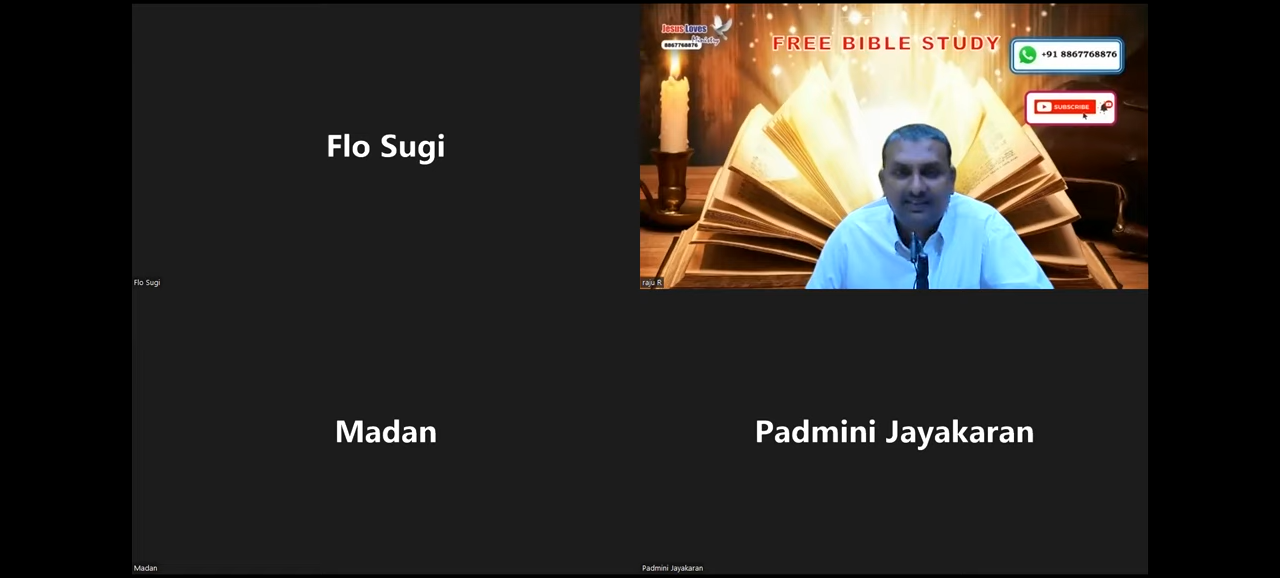 Flo Sugi
Flo Sugi
Jesus Loves
Ministry
8867768876
FREE BIBLE STUDY
+91 8867768876
SUBSCRIBE
raju R
Madan
Madan
Padmini Jayakaran
Padmini Jayakaran